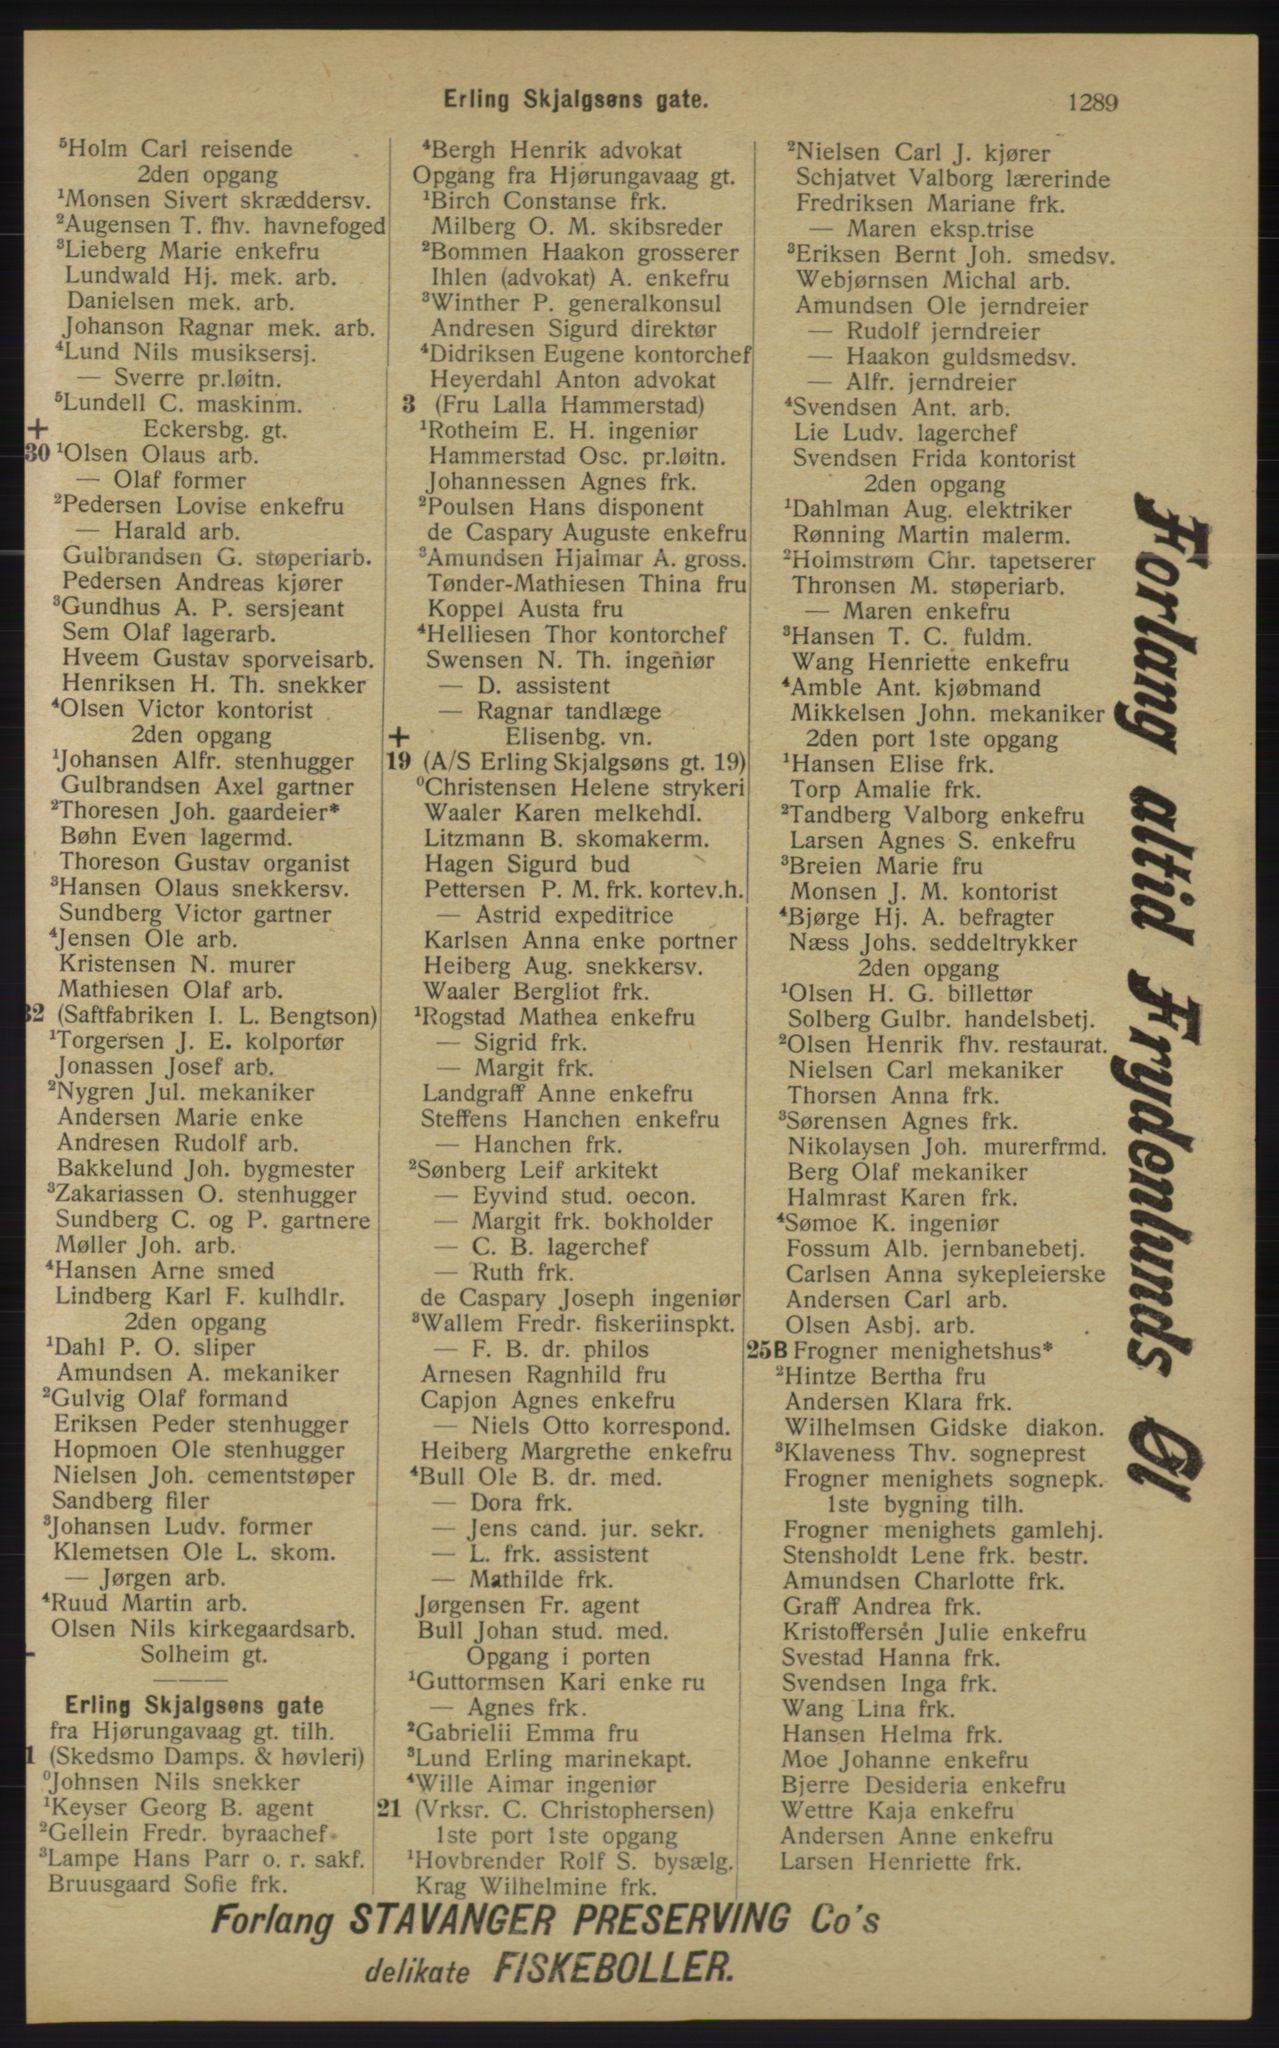 Erling Skjalgsøns gate.
1289
⁵Holm Carl reisende
2den opgang
¹Monsen Sivert skræddersv.
²Augensen T. fhv. havnefoged
³Lieberg Marie enkefru
Lundwald Hj. mek. arb.
Danielsen mek. arb.
Johanson Ragnar mek. arb.
⁴Lund Nils musiksersj.
— Sverre pr.løitn.
⁵Lundell C. maskinm.
+ Eckersbg. gt.
30 ¹Olsen Olaus arb.
— Olaf former
²Pedersen Lovise enkefru
— Harald arb.
Gulbrandsen G. støperiarb.
Pedersen Andreas kjører
³Gundhus A. P. sersjeant
Sem Olaf lagerarb.
Hveem Gustav sporveisarb.
Henriksen H. Th. snekker
⁴Olsen Victor kontorist
2den opgang
¹Johansen Alfr. stenhugger
Gulbrandsen Axel gartner
²Thoresen Joh. gaardeier*
Bøhn Even lagermd.
Thoreson Gustav organist
³Hansen Olaus snekkersv.
Sundberg Victor gartner
⁴Jensen Ole arb.
Kristensen N. murer
Mathiesen Olaf arb.
32 (Saftfabriken I. L. Bengtson)
¹Torgersen J. E. kolportør
Jonassen Josef arb.
²Nygren Jul. mekaniker
Andersen Marie enke
Andresen Rudolf arb.
Bakkelund Joh. bygmester
³Zakariassen O. stenhugger
Sundberg C. og P. gartnere
Møller Joh. arb.
⁴Hansen Arne smed
Lindberg Karl F. kulhdlr.
2den opgang
¹Dahl P. O. sliper
Amundsen A. mekaniker
²Gulvig Olaf formand
Eriksen Peder stenhugger
Hopmoen Ole stenhugger
Nielsen Joh. cementstøper
Sandberg filer
³Johansen Ludv. former
Klemetsen Ole L. skom.
— Jørgen arb.
⁴Ruud Martin arb.
Olsen Nils kirkegaardsarb.
Solheim gt.
Erling Skjalgsøns gate
fra Hjørungavaag gt. tilh.
1 (Skedsmo Damps. & høvleri)
⁰Johnsen Nils snekker
¹Keyser Georg B. agent
²Gellein Fredr. byraachef
³Lampe Hans Parr o. r. sakf.
Bruusgaard Sofie frk.
⁴Bergh Henrik advokat
Opgang fra Hjørungavaag gt.
¹Birch Constanse frk.
Milberg O. M. skibsreder
²Bommen Haakon grosserer
Ihlen (advokat) A. enkefru
³Winther P. generalkonsul
Andresen Sigurd direktør
⁴Didriksen Eugene kontorchef
Heyerdahl Anton advokat
3 (Fru Lalla Hammerstad)
¹Rotheim E. H. ingeniør
Hammerstad Osc. pr.løitn.
Johannessen Agnes frk.
²Poulsen Hans disponent
de Caspary Auguste enkefru
³Amundsen Hjalmar A. gross.
Tønder-Mathiesen Thina fru
Koppel Austa fru
⁴Helliesen Thor kontorchef
Swensen N. Th. ingeniør
— D. assistent
— Ragnar tandlæge
+ Elisenbg. vn.
19 (A/S Erling Skjalgsøns gt. 19)
⁰Christensen Helene strykeri
Waaler Karen melkehdl.
Litzmann B. skomakerm.
Hagen Sigurd bud
Pettersen P. M. frk. kortev.h.
— Astrid expeditrice
Karlsen Anna enke portner
Heiberg Aug. snekkersv.
Waaler Bergliot frk.
¹Rogstad Mathea enkefru
— Sigrid frk.
— Margit frk.
Landgraff Anne enkefru
Steffens Hanchen enkefru
— Hanchen frk.
²Sønberg Leif arkitekt
— Eyvind stud. oecon.
— Margit frk. bokholder
— C. B. lagerchef
— Ruth frk.
de Caspary Joseph ingeniør
³Wallem Fredr. fiskeriinspkt.
— F. B. dr. philos
Arnesen Ragnhild fru
Capjon Agnes enkefru
— Niels Otto korrespond.
Heiberg Margrethe enkefru
⁴Bull Ole B. dr. med.
— Dora frk.
— Jens cand. jur. sekr.
— L. frk. assistent
— Mathilde frk.
Jørgensen Fr. agent
Bull Johan stud. med.
Opgang i porten
¹Guttormsen Kari enke ru
— Agnes frk.
²Gabrielii Emma fru
³Lund Erling marinekapt.
⁴Wille Aimar ingeniør
21 (Vrksr. C. Christophersen)
1ste port 1ste opgang
¹Hovbrender Rolf S. bysælg.
Krag Wilhelmine frk.
²Nielsen Carl J. kjører
Schjatvet Valborg lærerinde
Fredriksen Mariane frk.
— Maren eksp.trise
³Eriksen Bernt Joh. smedsv.
Webjørnsen Michal arb.
Amundsen Ole jerndreier
— Rudolf jerndreier
— Haakon guldsmedsv.
— Alfr. jerndreier
⁴Svendsen Ant. arb.
Lie Ludv. lagerchef
Svendsen Frida kontorist
2den opgang
¹Dahlman Aug. elektriker
Rønning Martin malerm.
²Holmstrøm Chr. tapetserer
Thronsen M. støperiarb.
— Maren enkefru
³Hansen T. C. fuldm.
Wang Henriette enkefru
⁴Amble Ant. kjøbmand
Mikkelsen John. mekaniker
2den port 1ste opgang
¹Hansen Elise frk.
Torp Amalie frk.
²Tandberg Valborg enkefru
Larsen Agnes S. enkefru
³Breien Marie fru
Monsen J. M. kontorist
⁴Bjørge Hj. A. befragter
Næss Johs. seddeltrykker
2den opgang
¹Olsen H. G. billettør
Solberg Gulbr. handelsbetj.
²Olsen Henrik fhv. restaurat.
Nielsen Carl mekaniker
Thorsen Anna frk.
³Sørensen Agnes frk.
Nikolaysen Joh. murerfrmd.
Berg Olaf mekaniker
Halmrast Karen frk.
⁴Sømoe K. ingeniør
Fossum Alb. jernbanebetj.
Carlsen Anna sykepleierske
Andersen Carl arb.
Olsen Asbj. arb.
25B Frogner menighetshus*
²Hintze Bertha fru
Andersen Klara frk.
Wilhelmsen Gidske diakon.
³Klaveness Thv. sogneprest
Frogner menighets sognepk.
1ste bygning tilh.
Frogner menighets gamlehj.
Stensholdt Lene frk. bestr.
Amundsen Charlotte frk.
Graff Andrea frk.
Kristoffersén Julie enkefru
Svestad Hanna frk.
Svendsen Inga frk.
Wang Lina frk.
Hansen Helma frk.
Moe Johanne enkefru
Bjerre Desideria enkefru
Wettre Kaja enkefru
Andersen Anne enkefru
Larsen Henriette frk.
Forlang altid Frydenlunds Øl
Forlang STAVANGER PRESERVING Co's
delikate FISKEBOLLER.